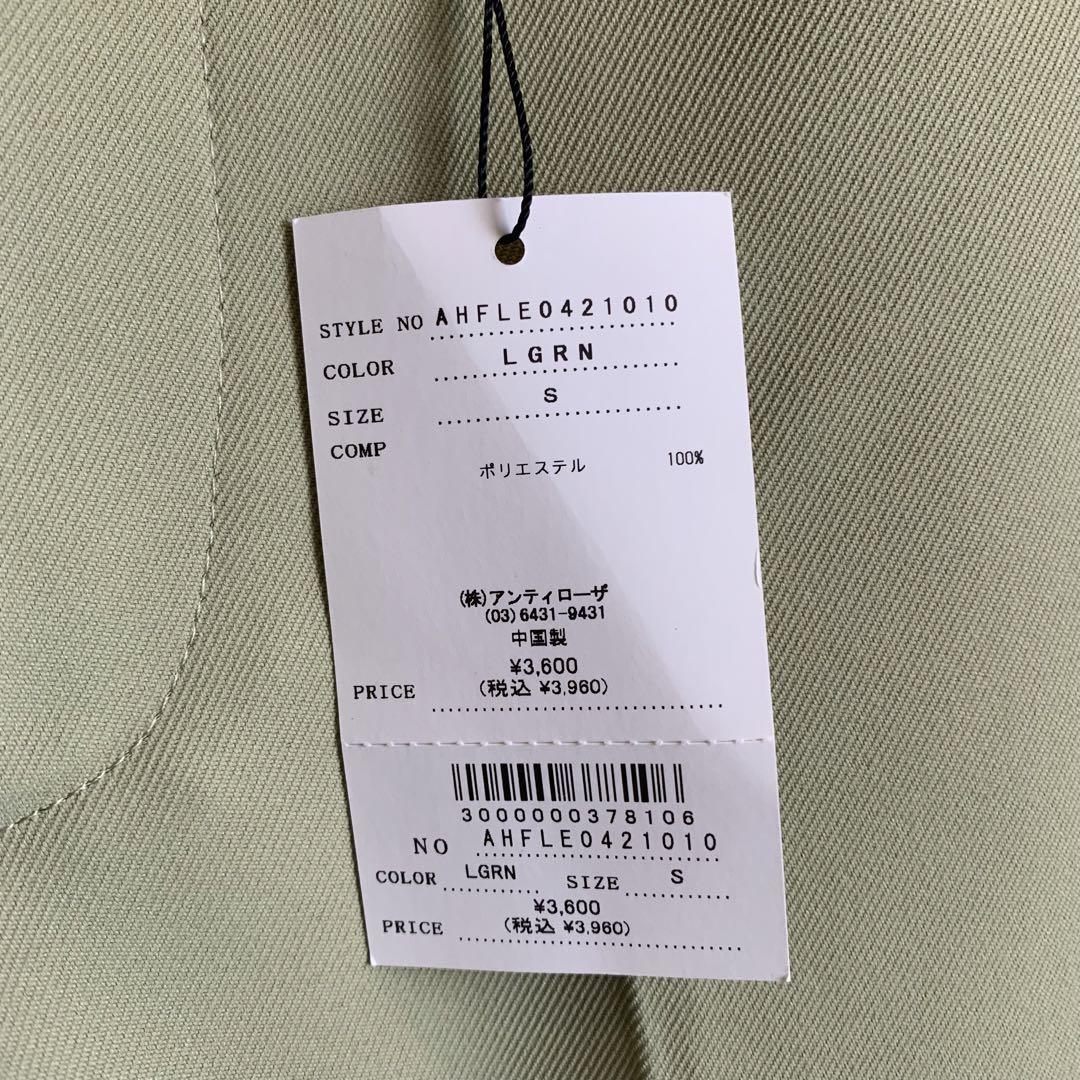 STYLE NO AHFLE0421010
COLOR LGRN
SIZE S
COMP
ポリエステル 100%
(株)アンティローザ
(03)6431-9431
中国製
¥3,600
PRICE (税込 ¥3,960)
3000000378106
NO AHFLE0421010
COLOR LGRN SIZE S
¥3,600
PRICE (税込 ¥3,960)